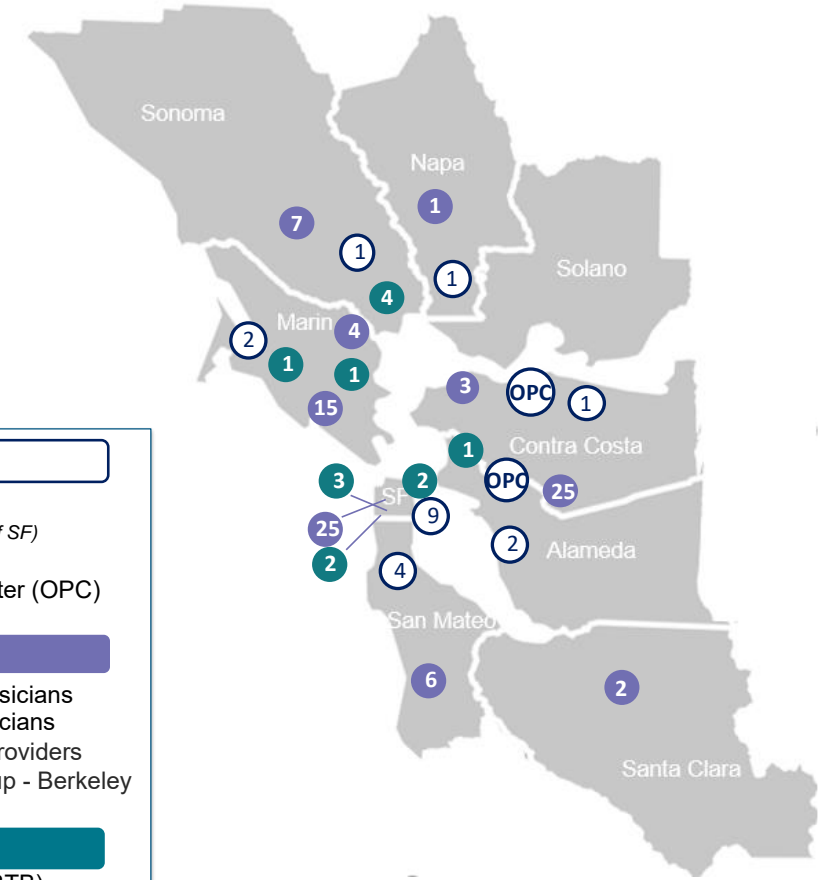 Sonoma
Napa
1
7
1
1
Solano
4
Marin
4
2
1
1
3
OPC
1
15
1
Contra Costa
3
2
OPC
25
SF
9
25
2
Alameda
2
4
San Mateo
6
2
Santa Clara
SF)
ter (OPC)
sicians
cians
roviders
up - Berkeley